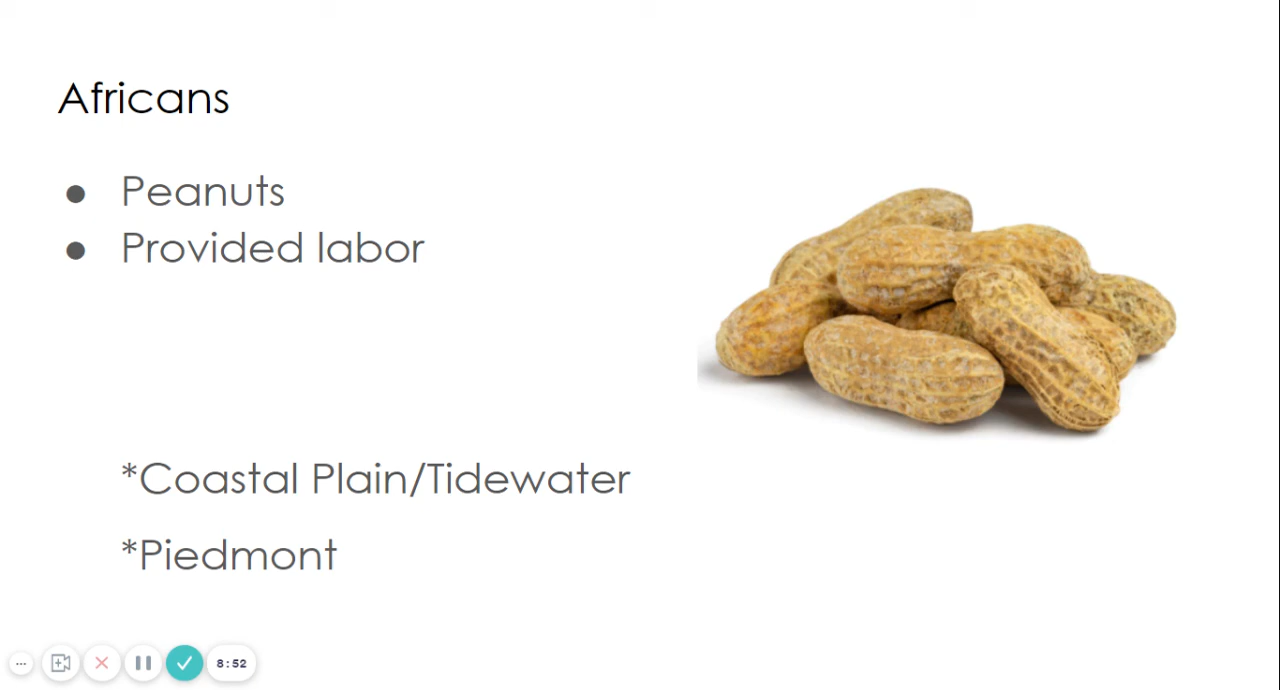 Africans
● Peanuts
● Provided labor
*Coastal Plain/Tidewater
*Piedmont
8:52